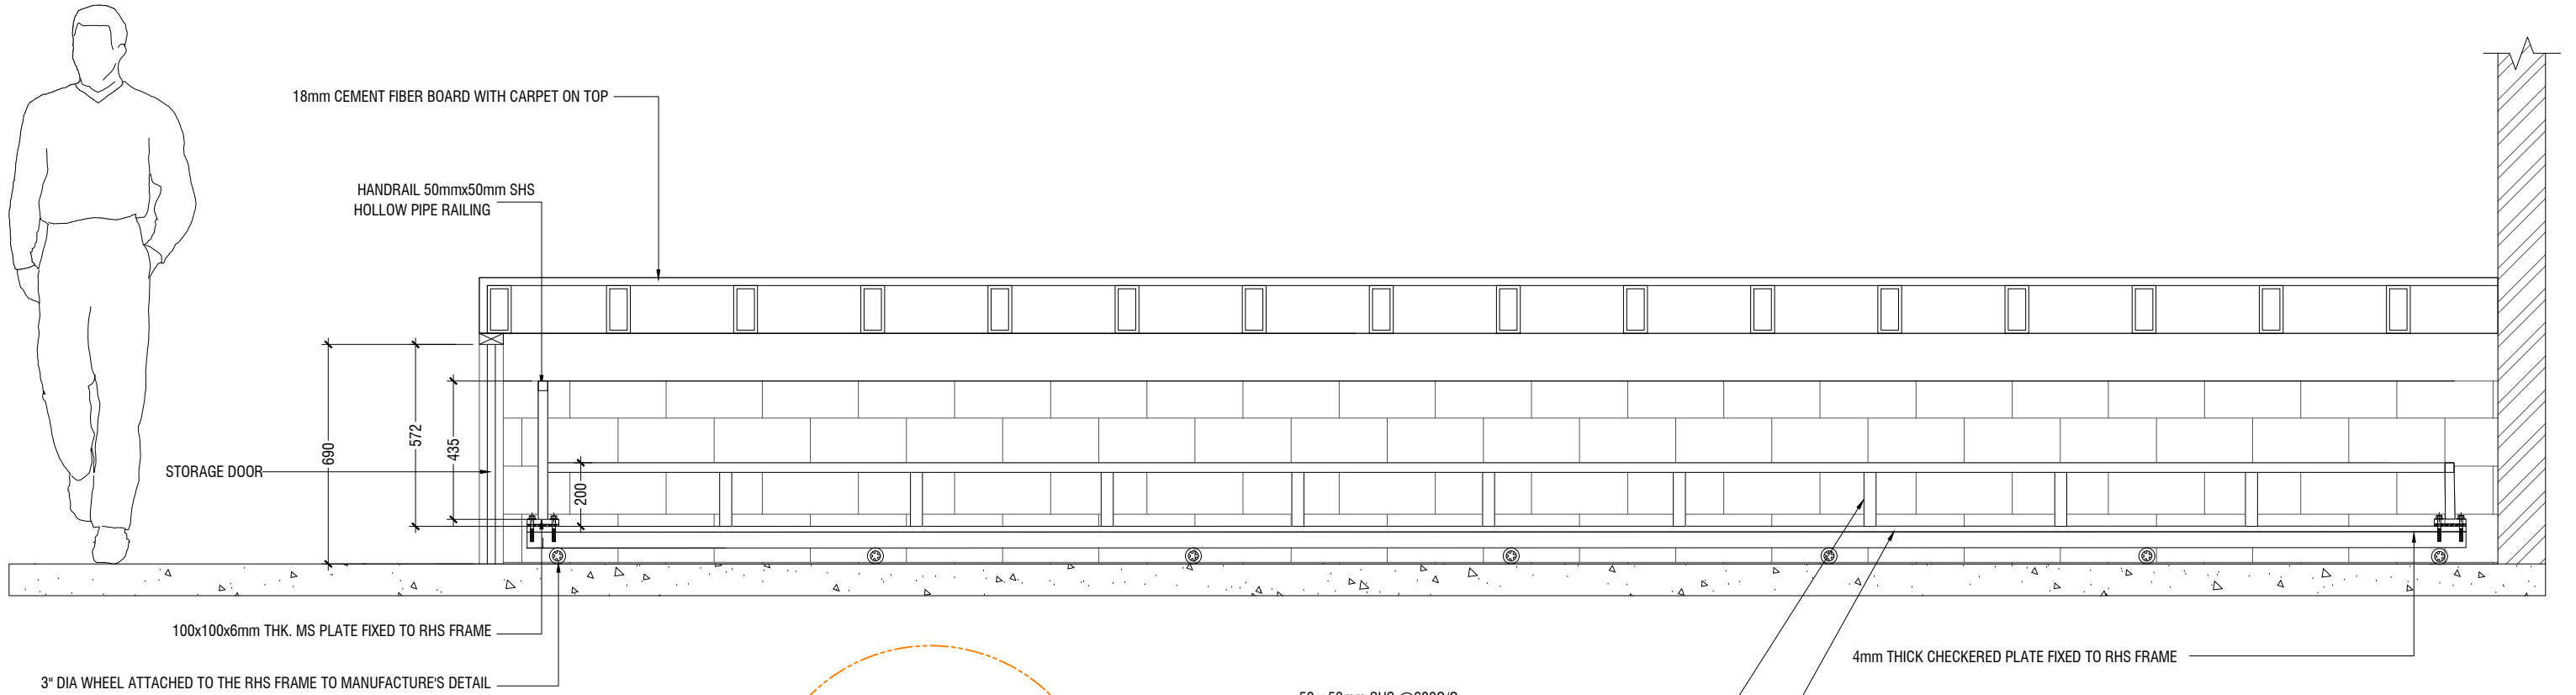 18mm CEMENT FIBER BOARD WITH CARPET ON TOP
HANDRAIL 50mmx50mm SHS
HOLLOW PIPE RAILING
690
572
435
200
STORAGE DOOR
100x100x6mm THK. MS PLATE FIXED TO RHS FRAME
3" DIA WHEEL ATTACHED TO THE RHS FRAME TO MANUFACTURE'S DETAIL
4mm THICK CHECKERED PLATE FIXED TO RHS FRAME